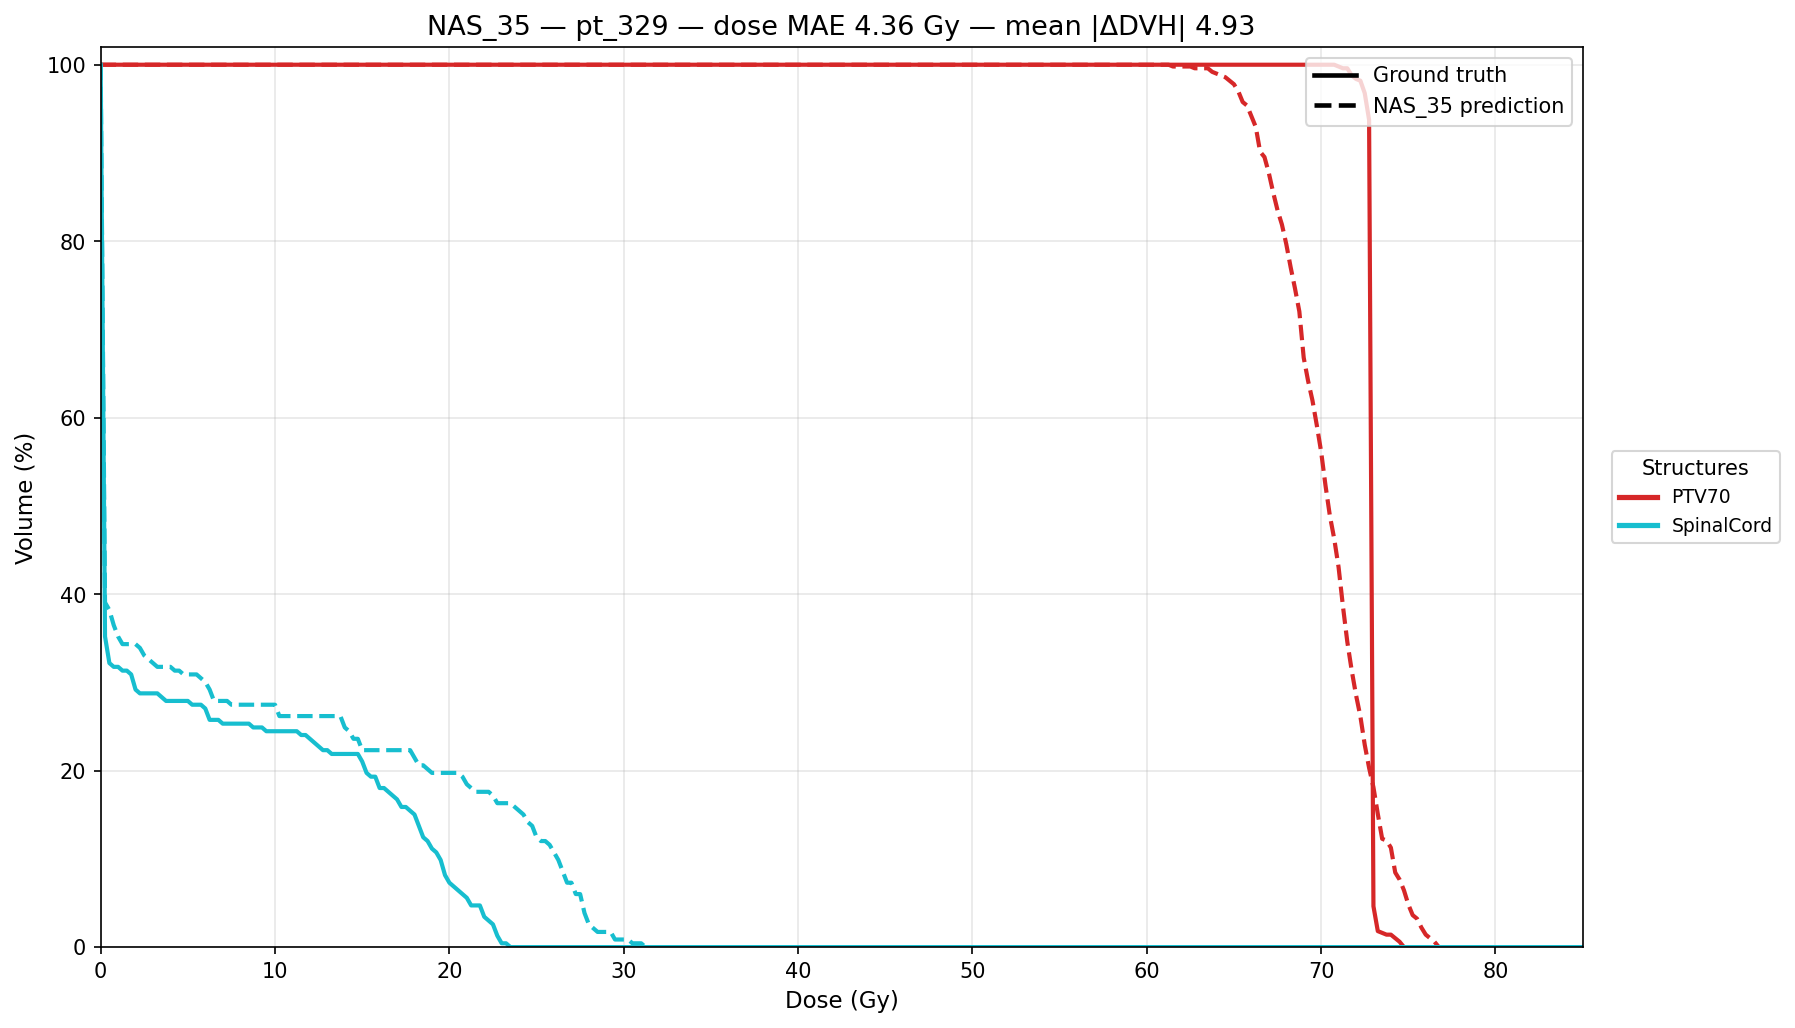 NAS_35 — pt_329 — dose MAE 4.36 Gy — mean |ΔDVH| 4.93
Ground truth
NAS_35 prediction
100
80
60
40
20
0
Volume (%)
Structures
PTV70
SpinalCord
0 10 20 30 40 50 60 70 80
Dose (Gy)